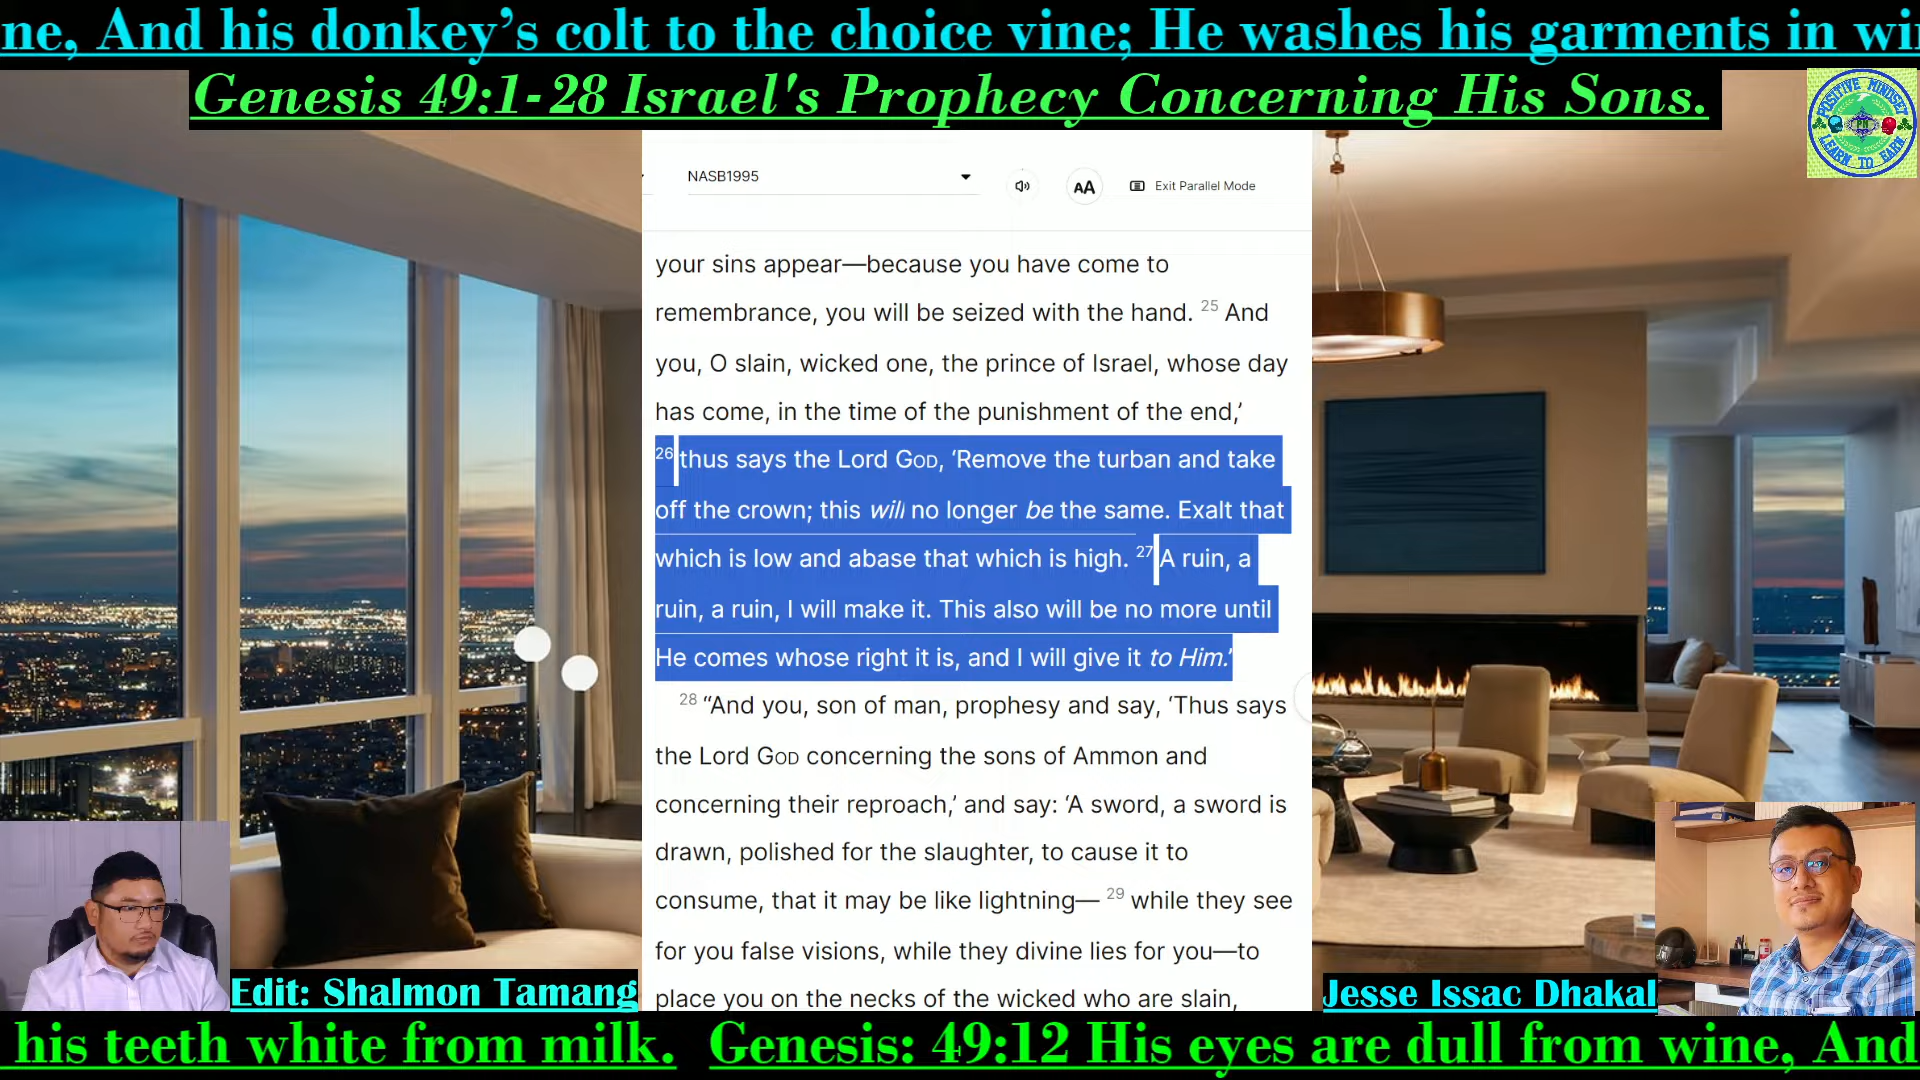 ne, And his donkey’s colt to the choice vine; He washes his garments in wi
Genesis 49:1-28 Israel's Prophecy Concerning His Sons.
POSITIVE MINDSET
LEARN TO EARN
NASB1995
AA
Exit Parallel Mode
your sins appear—because you have come to
remembrance, you will be seized with the hand. 25 And
you, O slain, wicked one, the prince of Israel, whose day
has come, in the time of the punishment of the end,’
26 thus says the Lord GOD, ‘Remove the turban and take
off the crown; this will no longer be the same. Exalt that
which is low and abase that which is high. 27 A ruin, a
ruin, a ruin, I will make it. This also will be no more until
He comes whose right it is, and I will give it to Him.’
28 “And you, son of man, prophesy and say, ‘Thus says
the Lord GOD concerning the sons of Ammon and
concerning their reproach,’ and say: ‘A sword, a sword is
drawn, polished for the slaughter, to cause it to
consume, that it may be like lightning— 29 while they see
for you false visions, while they divine lies for you—to
place you on the necks of the wicked who are slain,
Edit: Shalmon Tamang
Jesse Issac Dhakal
his teeth white from milk. Genesis: 49:12 His eyes are dull from wine, And